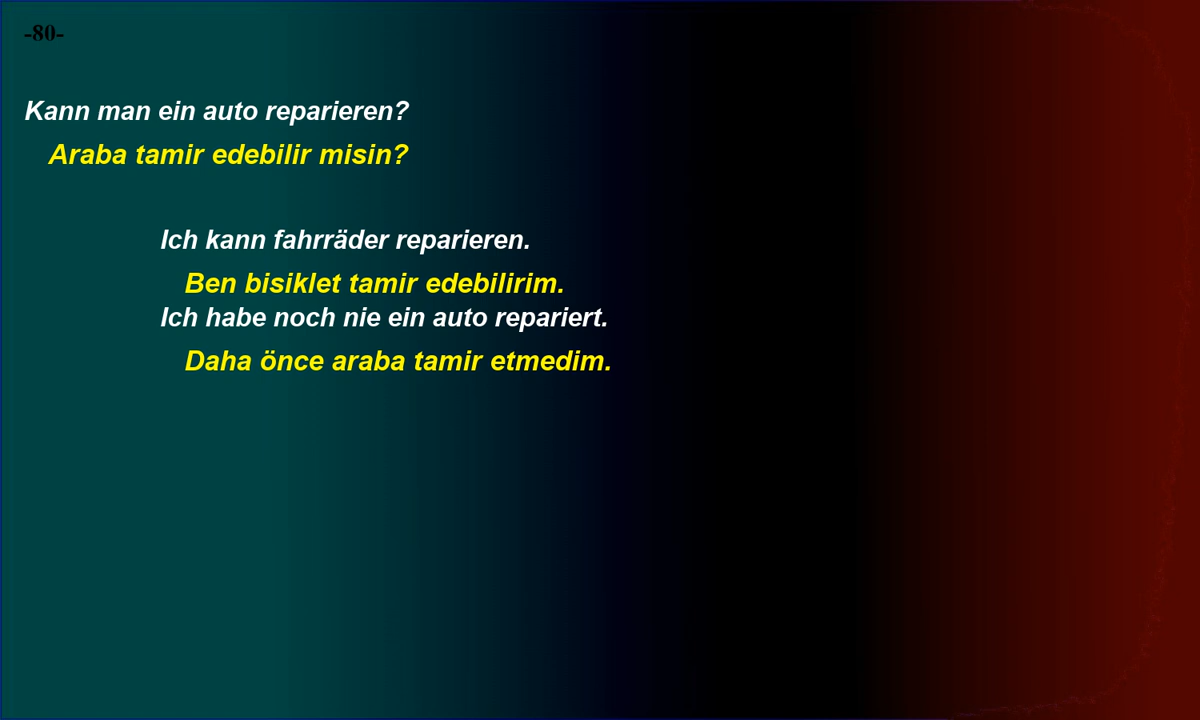 -80-
Kann man ein auto reparieren?
Araba tamir edebilir misin?
Ich kann fahrräder reparieren.
Ben bisiklet tamir edebilirim.
Ich habe noch nie ein auto repariert.
Daha önce araba tamir etmedim.